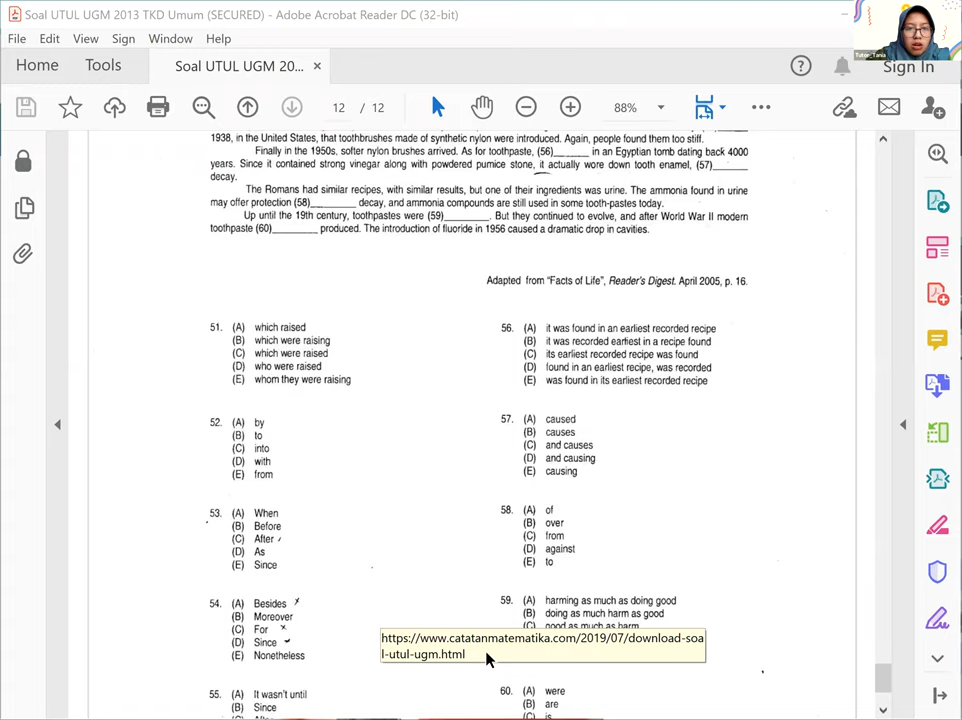 Soal UTUL UGM 2013 TKD Umum (SECURED) - Adobe Acrobat Reader DC (32-bit)
File Edit View Sign Window Help
Tutor_Tania
Home Tools Soal UTUL UGM 20... × Sign In
12 / 12 88%
1938, in the United States, that toothbrushes made of synthetic nylon were introduced. Again, people found them too stiff.
Finally in the 1950s, softer nylon brushes arrived. As for toothpaste, (56)_______ in an Egyptian tomb dating back 4000
years. Since it contained strong vinegar along with powdered pumice stone, it actually wore down tooth enamel, (57)_______
decay.
The Romans had similar recipes, with similar results, but one of their ingredients was urine. The ammonia found in urine
may offer protection (58)_________ decay, and ammonia compounds are still used in some tooth-pastes today.
Up until the 19th century, toothpastes were (59)_________. But they continued to evolve, and after World War II modern
toothpaste (60)_________ produced. The introduction of fluoride in 1956 caused a dramatic drop in cavities.
Adapted from “Facts of Life”, Reader's Digest. April 2005, p. 16.
51. (A) which raised
(B) which were raising
(C) which were raised
(D) who were raised
(E) whom they were raising
52. (A) by
(B) to
(C) into
(D) with
(E) from
53. (A) When
(B) Before
(C) After
(D) As
(E) Since
54. (A) Besides
(B) Moreover
(C) For
(D) Since
(E) Nonetheless
55. (A) It wasn't until
(B) Since
56. (A) it was found in an earliest recorded recipe
(B) it was recorded earliest in a recipe found
(C) its earliest recorded recipe was found
(D) found in an earliest recipe, was recorded
(E) was found in its earliest recorded recipe
57. (A) caused
(B) causes
(C) and causes
(D) and causing
(E) causing
58. (A) of
(B) over
(C) from
(D) against
(E) to
59. (A) harming as much as doing good
(B) doing as much harm as good
(C) good as much as harm
https://www.catatanmatematika.com/2019/07/download-soa
l-utul-ugm.html
60. (A) were
(B) are
(C) is